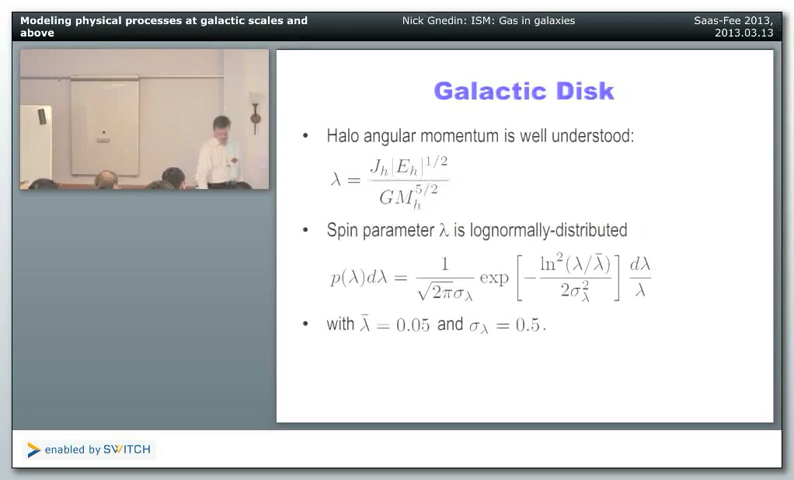 Modeling physical processes at galactic scales and above
Nick Gnedin: ISM: Gas in galaxies
Saas-Fee 2013, 2013.03.13
Galactic Disk
• Halo angular momentum is well understood:
λ = J_h|E_h|^{1/2} / GM_h^{5/2}
• Spin parameter λ is lognormally-distributed
p(λ)dλ = 1/(√2π σ_λ) exp [ − ln²(λ/λ̄) / 2σ_λ² ] dλ/λ
• with λ̄ = 0.05 and σ_λ = 0.5.
enabled by SWITCH